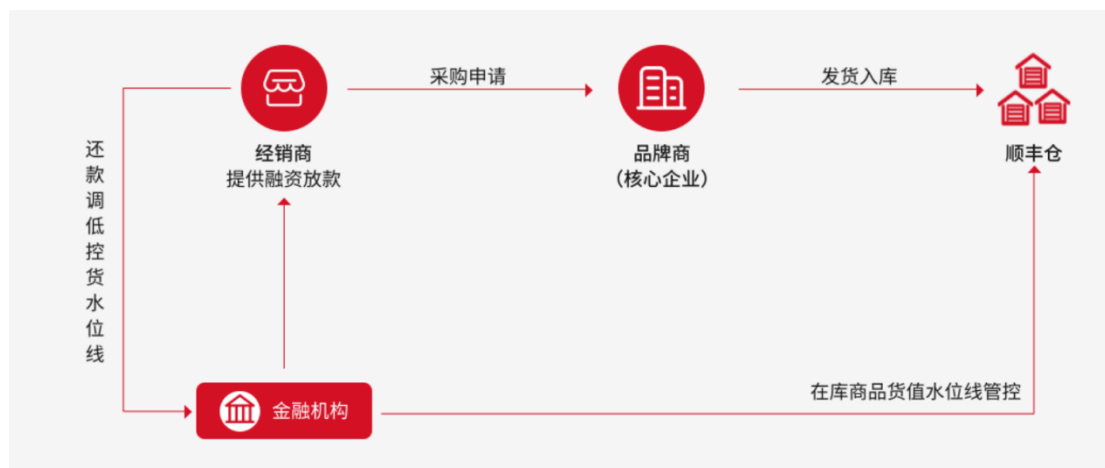 采购申请
发货入库
经销商
提供融资放款
品牌商
（核心企业）
顺丰仓
还款调低控货水位线
金融机构
在库商品货值水位线管控